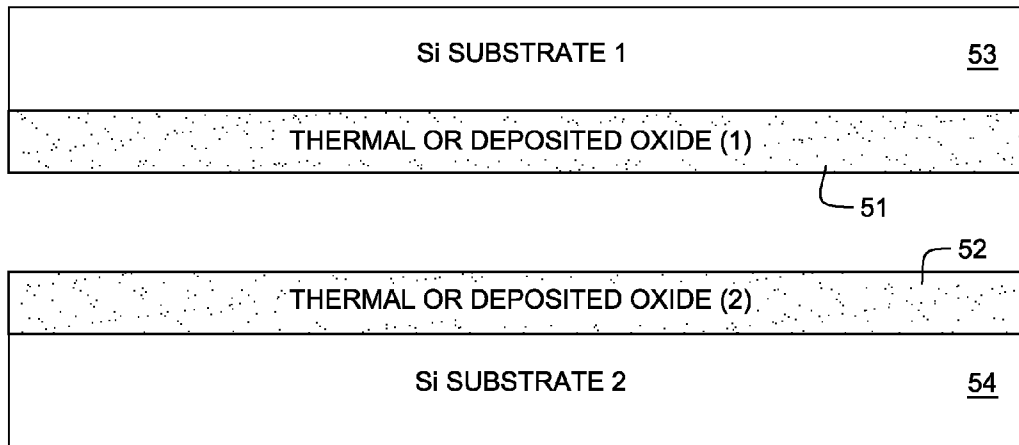 Si SUBSTRATE 1 53
THERMAL OR DEPOSITED OXIDE (1)
51
52
THERMAL OR DEPOSITED OXIDE (2)
Si SUBSTRATE 2 54